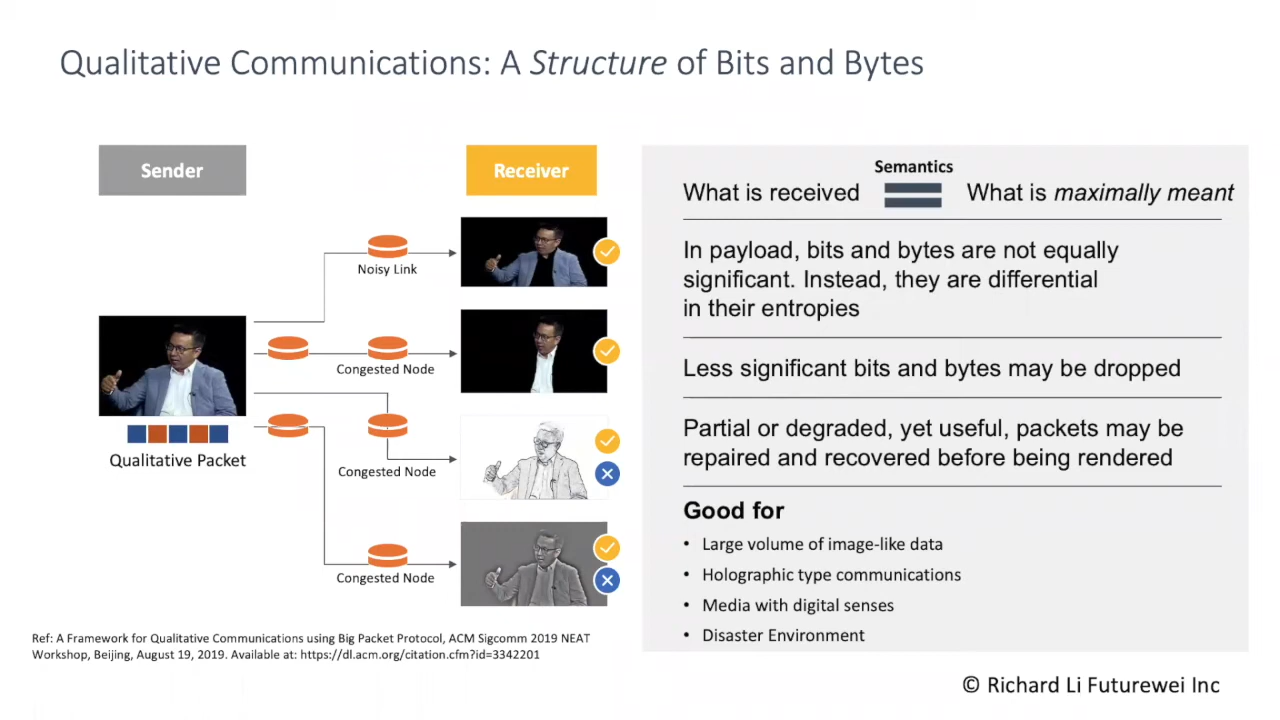 Qualitative Communications: A Structure of Bits and Bytes
Sender
Receiver
Noisy Link
Congested Node
Congested Node
Congested Node
Qualitative Packet
Ref: A Framework for Qualitative Communications using Big Packet Protocol, ACM Sigcomm 2019 NEAT
Workshop, Beijing, August 19, 2019. Available at: https://dl.acm.org/citation.cfm?id=3342201
Semantics
What is received
What is maximally meant
In payload, bits and bytes are not equally
significant. Instead, they are differential
in their entropies
Less significant bits and bytes may be dropped
Partial or degraded, yet useful, packets may be
repaired and recovered before being rendered
Good for
• Large volume of image-like data
• Holographic type communications
• Media with digital senses
• Disaster Environment
© Richard Li Futurewei Inc